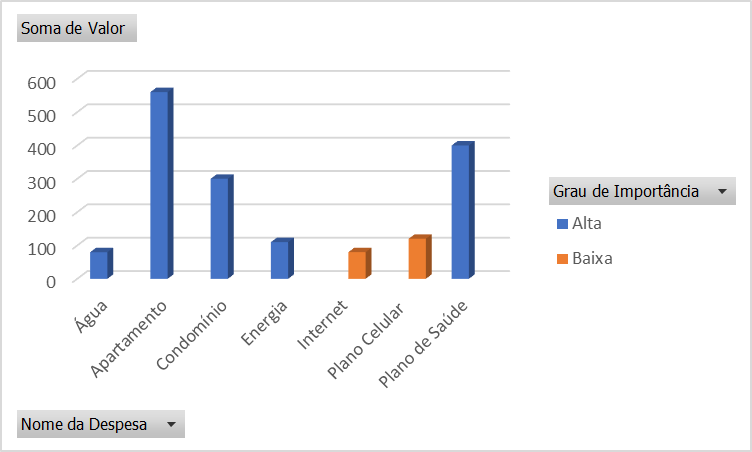 Soma de Valor
600
500
400
300
200
100
0
Água
Apartamento
Condomínio
Energia
Internet
Plano Celular
Plano de Saúde
Grau de Importância
Alta
Baixa
Nome da Despesa